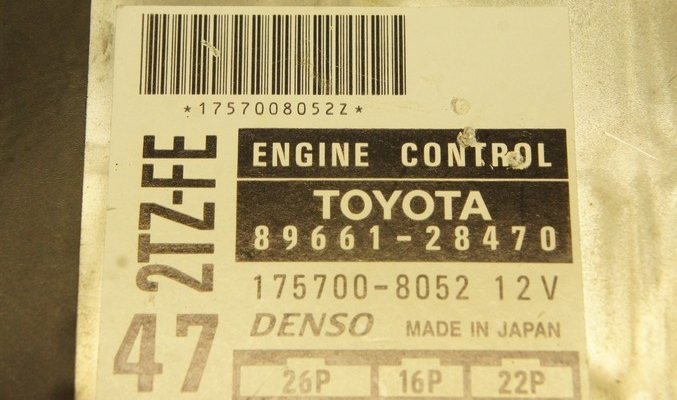 *1757008052Z*
2TZ-FE
ENGINE CONTROL
TOYOTA
89661-28470
175700-8052 12V
47
DENSO MADE IN JAPAN
26P 16P 22P